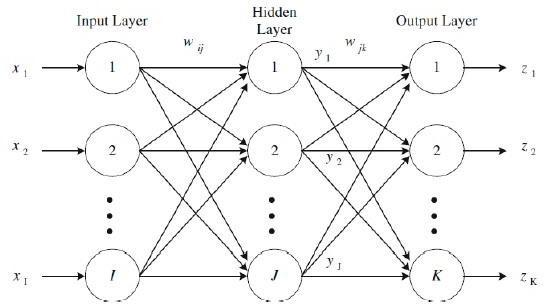 Input Layer
Hidden
Layer
Output Layer
w ij
y 1
w jk
x 1
1
1
1
z 1
x 2
2
2
2
z 2
y 2
y J
x I
I
J
K
z K